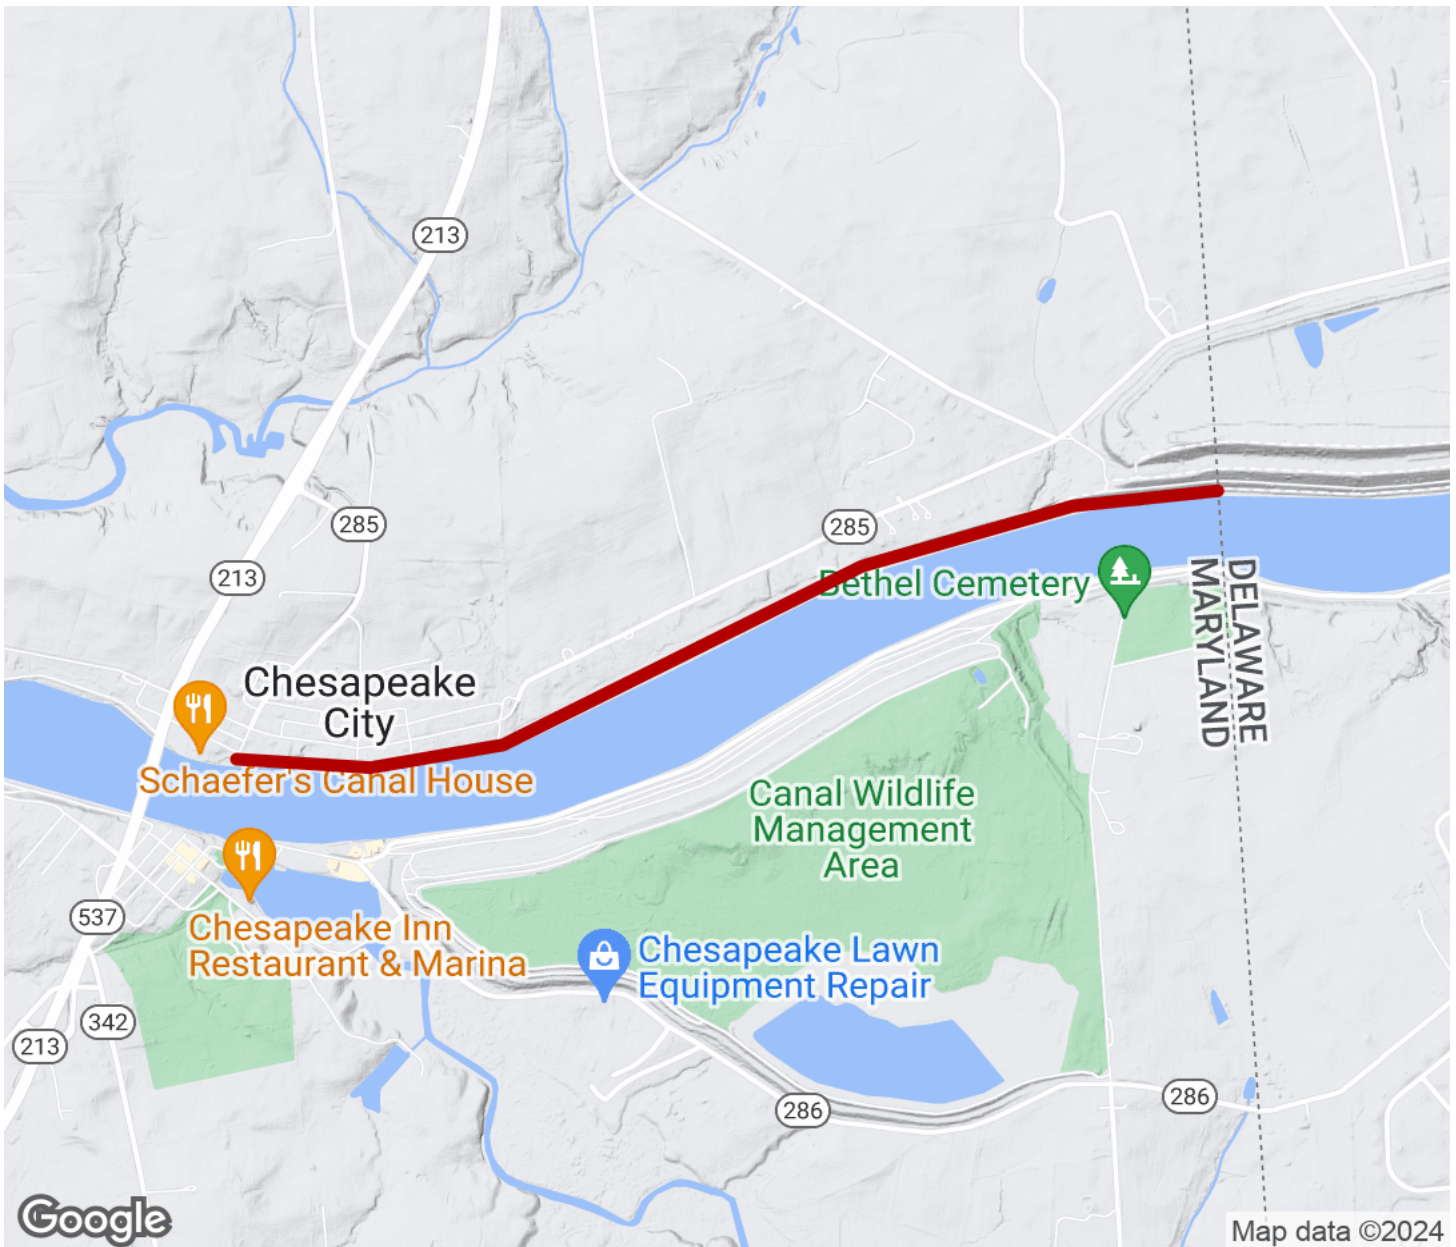 213
285
285
213
Bethel Cemetery
DELAWARE
MARYLAND
Chesapeake
City
Schaefer's Canal House
Canal Wildlife
Management
Area
537
Chesapeake Inn
Restaurant & Marina
Chesapeake Lawn
Equipment Repair
342
213
286
286
Google
Map data ©2024